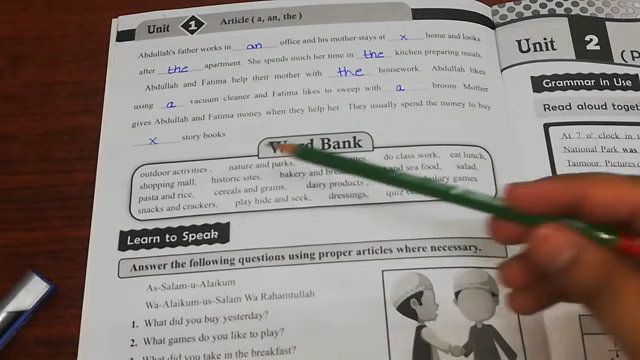 Unit 1 Article ( a, an, the )
Abdullah's father works in an office and his mother stays at x home and looks
after the apartment. She spends much her time in the kitchen preparing meals.
Abdullah and Fatima help their mother with the housework. Abdullah likes
using a vacuum cleaner and Fatima likes to sweep with a broom. Mother
gives Abdullah and Fatima money when they help her. They usually spend the money to buy
x story books
Word Bank
outdoor activities, nature and parks, do class work, eat lunch,
shopping mall, historic sites, bakery and and sea food, salad,
pasta and rice, cereals and grains, dairy products, games
snacks and crackers, play hide and seek, dressings, quiz
Learn to Speak
Answer the following questions using proper articles where necessary.
As-Salam-u-Alaikum
Wa-Alaikum-us-Salam Wa Rahamtullah
1. What did you buy yesterday?
2. What games do you like to play?
3. What did you take in the breakfast?
Unit 2
Grammar in Use
Read aloud toget
At 7 o' clock in t
National Park was
Taimoor. Pictures